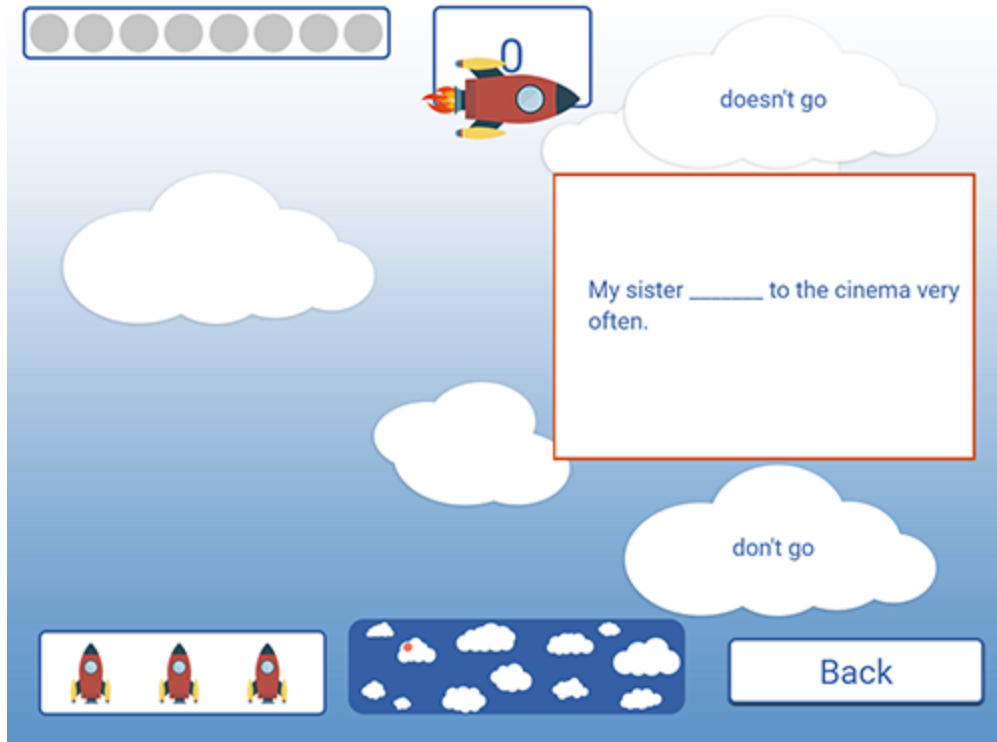 0
doesn't go
My sister _______ to the cinema very
often.
don't go
Back